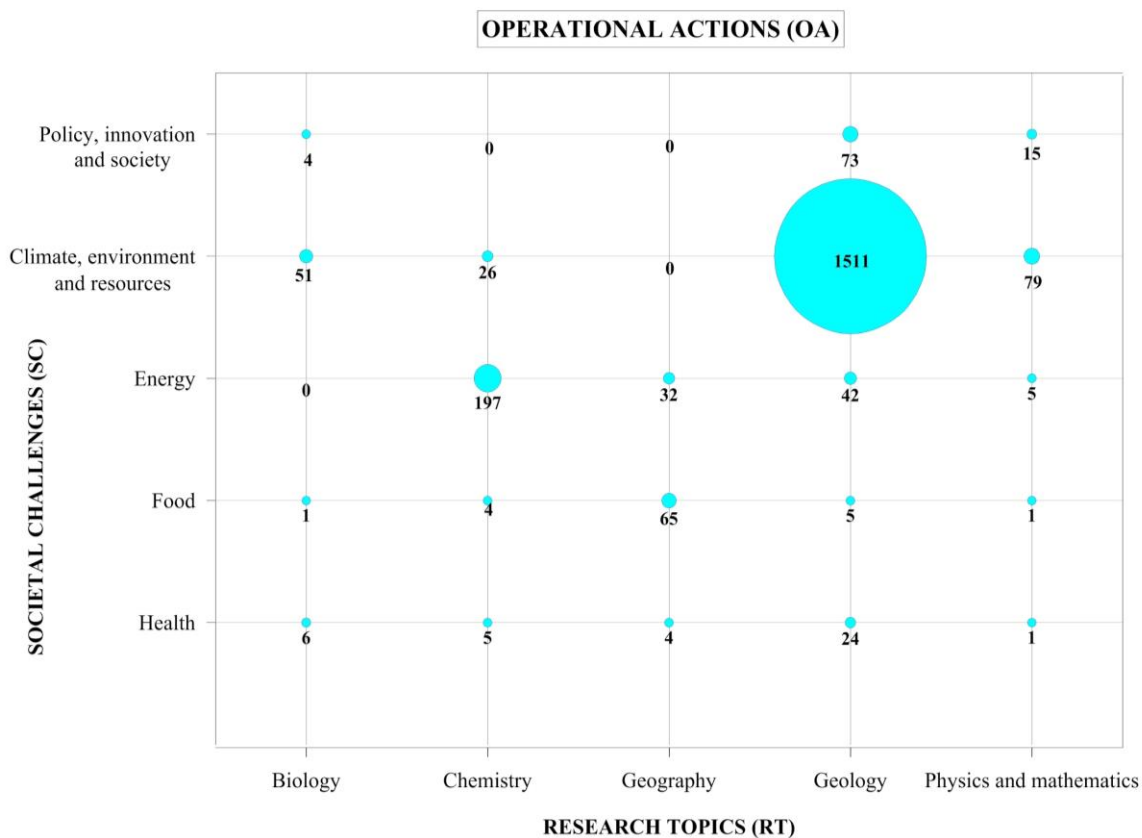 OPERATIONAL ACTIONS (OA)
Policy, innovation
and society
4
0
0
73
15
Climate, environment
and resources
51
26
0
1511
79
SOCIETAL CHALLENGES (SC)
Energy
0
197
32
42
5
Food
1
4
65
5
1
Health
6
5
4
24
1
Biology
Chemistry
Geography
Geology
Physics and mathematics
RESEARCH TOPICS (RT)